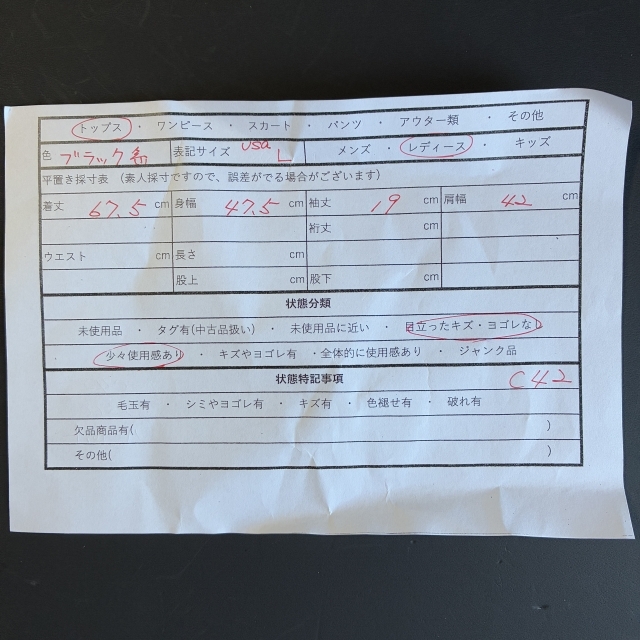 トップス ・ ワンピース ・ スカート ・ パンツ ・ アウター類 ・ その他
色 ブラック系 表記サイズ USA L メンズ ・ レディース ・ キッズ
平置き採寸表 （素人採寸ですので、誤差がでる場合がございます）
着丈 67.5 cm 身幅 47.5 cm 袖丈 19 cm 肩幅 42 cm
裄丈 cm
ウエスト cm 長さ cm
股上 cm 股下 cm
状態分類
未使用品 ・ タグ有(中古品扱い) ・ 未使用品に近い ・ 目立ったキズ・ヨゴレなし
少々使用感あり ・ キズやヨゴレ有 ・全体的に使用感あり ・ ジャンク品
状態特記事項 C42
毛玉有 ・ シミやヨゴレ有 ・ キズ有 ・ 色褪せ有 ・ 破れ有
欠品商品有( )
その他( )